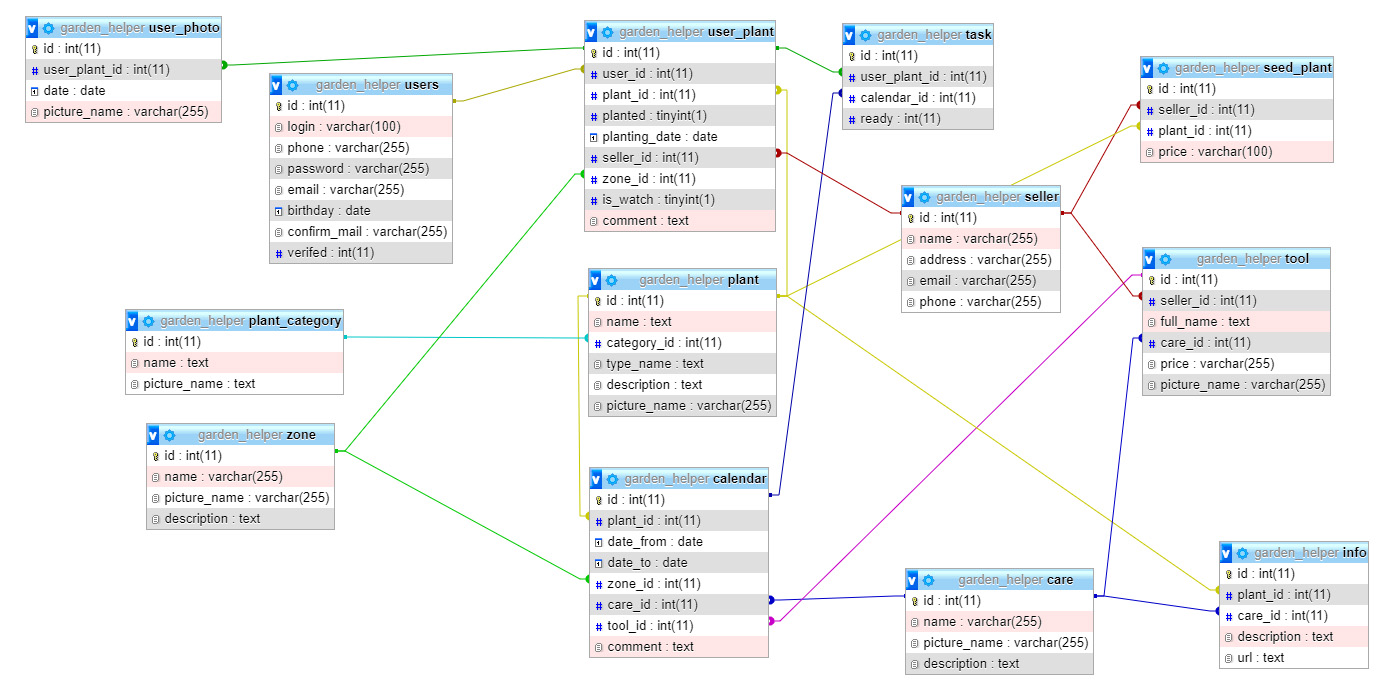 garden_helper user_photo
id : int(11)
user_plant_id : int(11)
date : date
picture_name : varchar(255)
garden_helper users
id : int(11)
login : varchar(100)
phone : varchar(255)
password : varchar(255)
email : varchar(255)
birthday : date
confirm_mail : varchar(255)
verifed : int(11)
garden_helper user_plant
id : int(11)
user_id : int(11)
plant_id : int(11)
planted : tinyint(1)
planting_date : date
seller_id : int(11)
zone_id : int(11)
is_watch : tinyint(1)
comment : text
garden_helper task
id : int(11)
user_plant_id : int(11)
calendar_id : int(11)
ready : int(11)
garden_helper seed_plant
id : int(11)
seller_id : int(11)
plant_id : int(11)
price : varchar(100)
garden_helper seller
id : int(11)
name : varchar(255)
address : varchar(255)
email : varchar(255)
phone : varchar(255)
garden_helper tool
id : int(11)
seller_id : int(11)
full_name : text
care_id : int(11)
price : varchar(255)
picture_name : varchar(255)
garden_helper plant
id : int(11)
name : text
category_id : int(11)
type_name : text
description : text
picture_name : varchar(255)
garden_helper plant_category
id : int(11)
name : text
picture_name : text
garden_helper zone
id : int(11)
name : varchar(255)
picture_name : varchar(255)
description : text
garden_helper calendar
id : int(11)
plant_id : int(11)
date_from : date
date_to : date
zone_id : int(11)
care_id : int(11)
tool_id : int(11)
comment : text
garden_helper care
id : int(11)
name : varchar(255)
picture_name : varchar(255)
description : text
garden_helper info
id : int(11)
plant_id : int(11)
care_id : int(11)
description : text
url : text